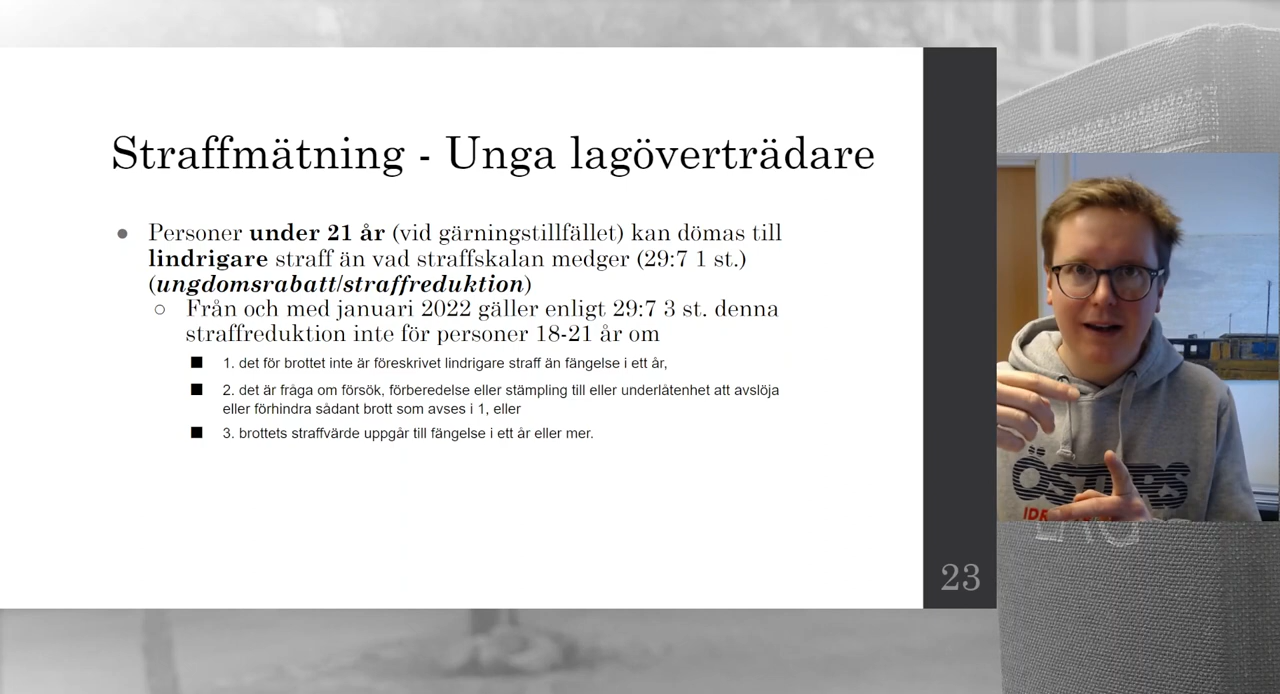 Straffmätning - Unga lagöverträdare
Personer under 21 år (vid gärningstillfället) kan dömas till
lindrigare straff än vad straffskalan medger (29:7 1 st.)
(ungdomsrabatt/straffreduktion)
Från och med januari 2022 gäller enligt 29:7 3 st. denna
straffreduktion inte för personer 18-21 år om
1. det för brottet inte är föreskrivet lindrigare straff än fängelse i ett år,
2. det är fråga om försök, förberedelse eller stämpling till eller underlåtenhet att avslöja
eller förhindra sådant brott som avses i 1, eller
3. brottets straffvärde uppgår till fängelse i ett år eller mer.
23